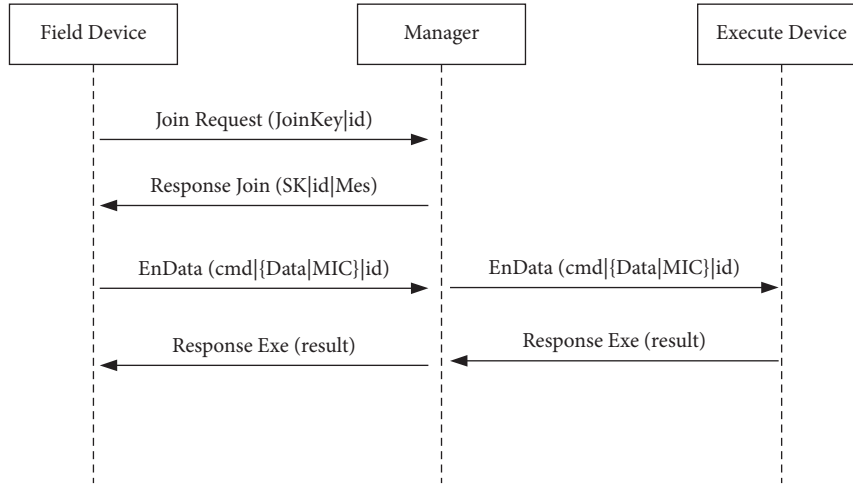 Field Device
Manager
Execute Device
Join Request (JoinKey|id)
Response Join (SK|id|Mes)
EnData (cmd|{Data|MIC}|id)
EnData (cmd|{Data|MIC}|id)
Response Exe (result)
Response Exe (result)